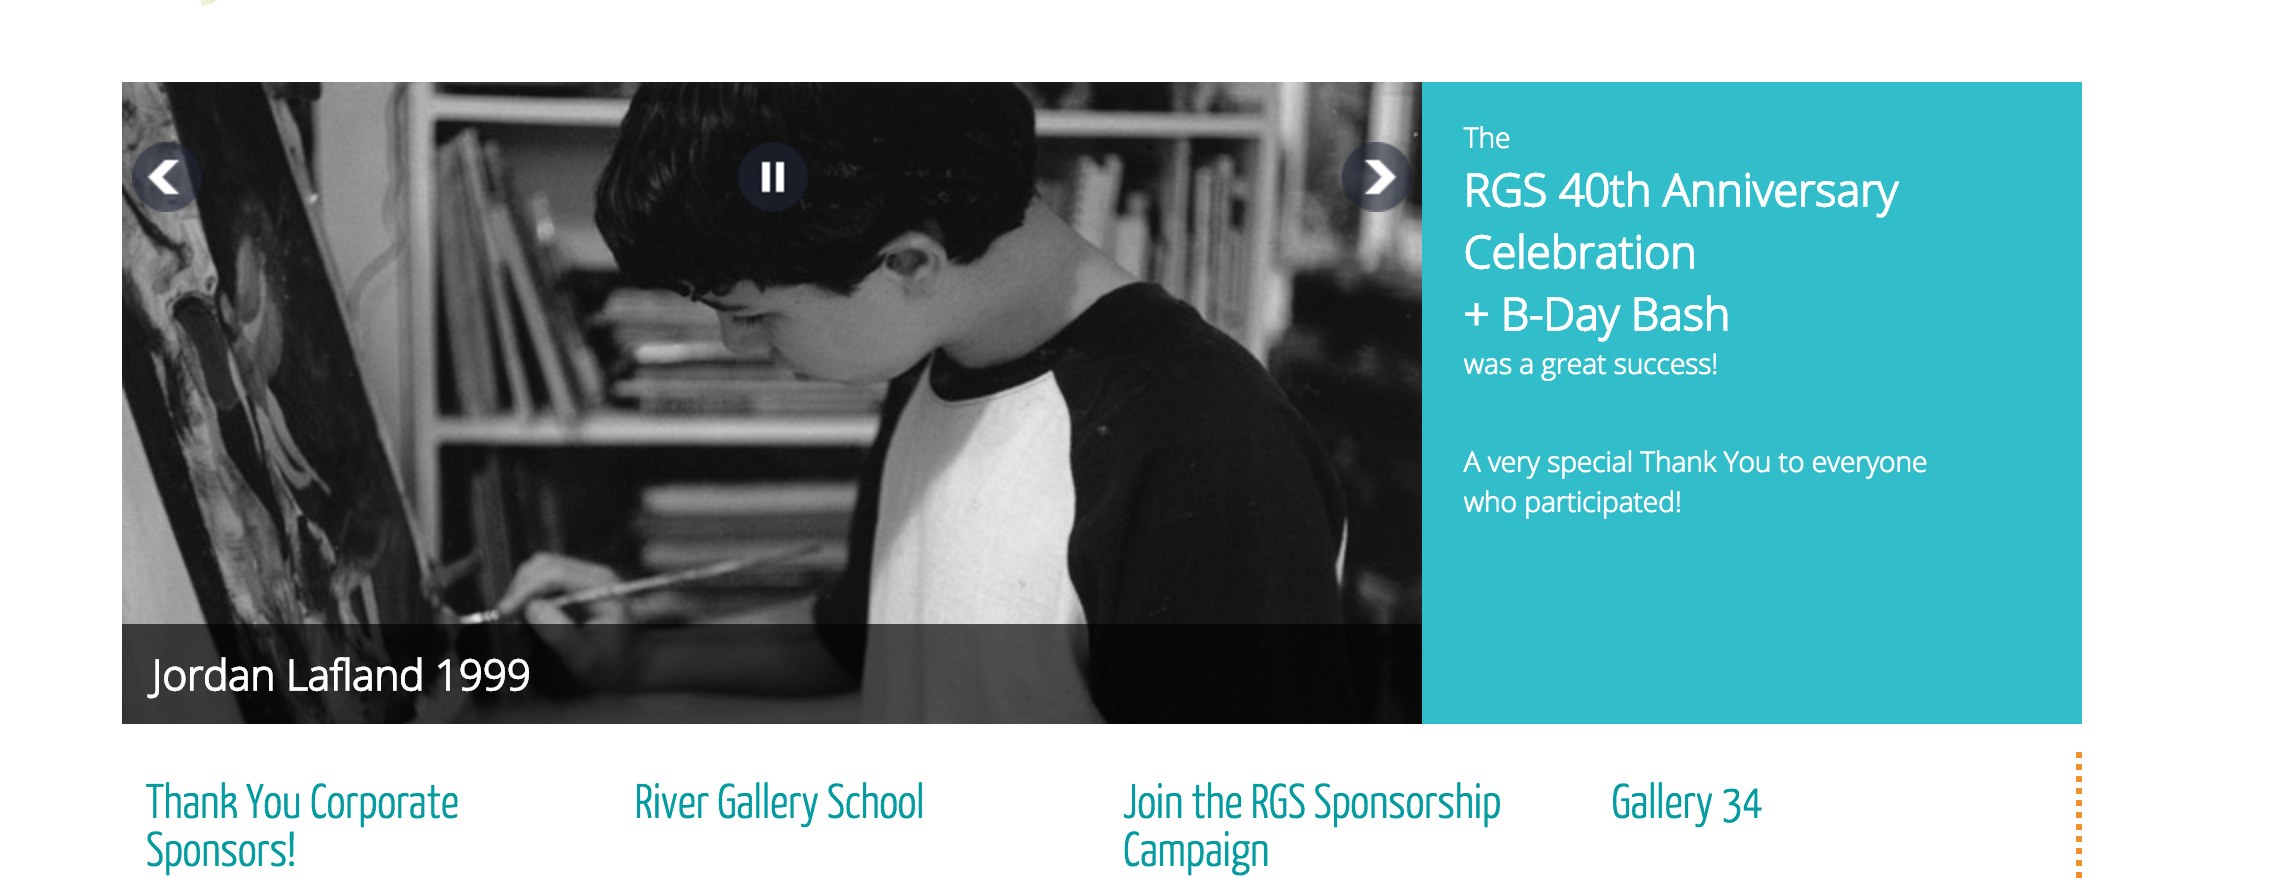 The
RGS 40th Anniversary
Celebration
+ B-Day Bash
was a great success!
A very special Thank You to everyone
who participated!
Jordan Lafland 1999
Thank You Corporate
Sponsors!
River Gallery School
Join the RGS Sponsorship
Campaign
Gallery 34